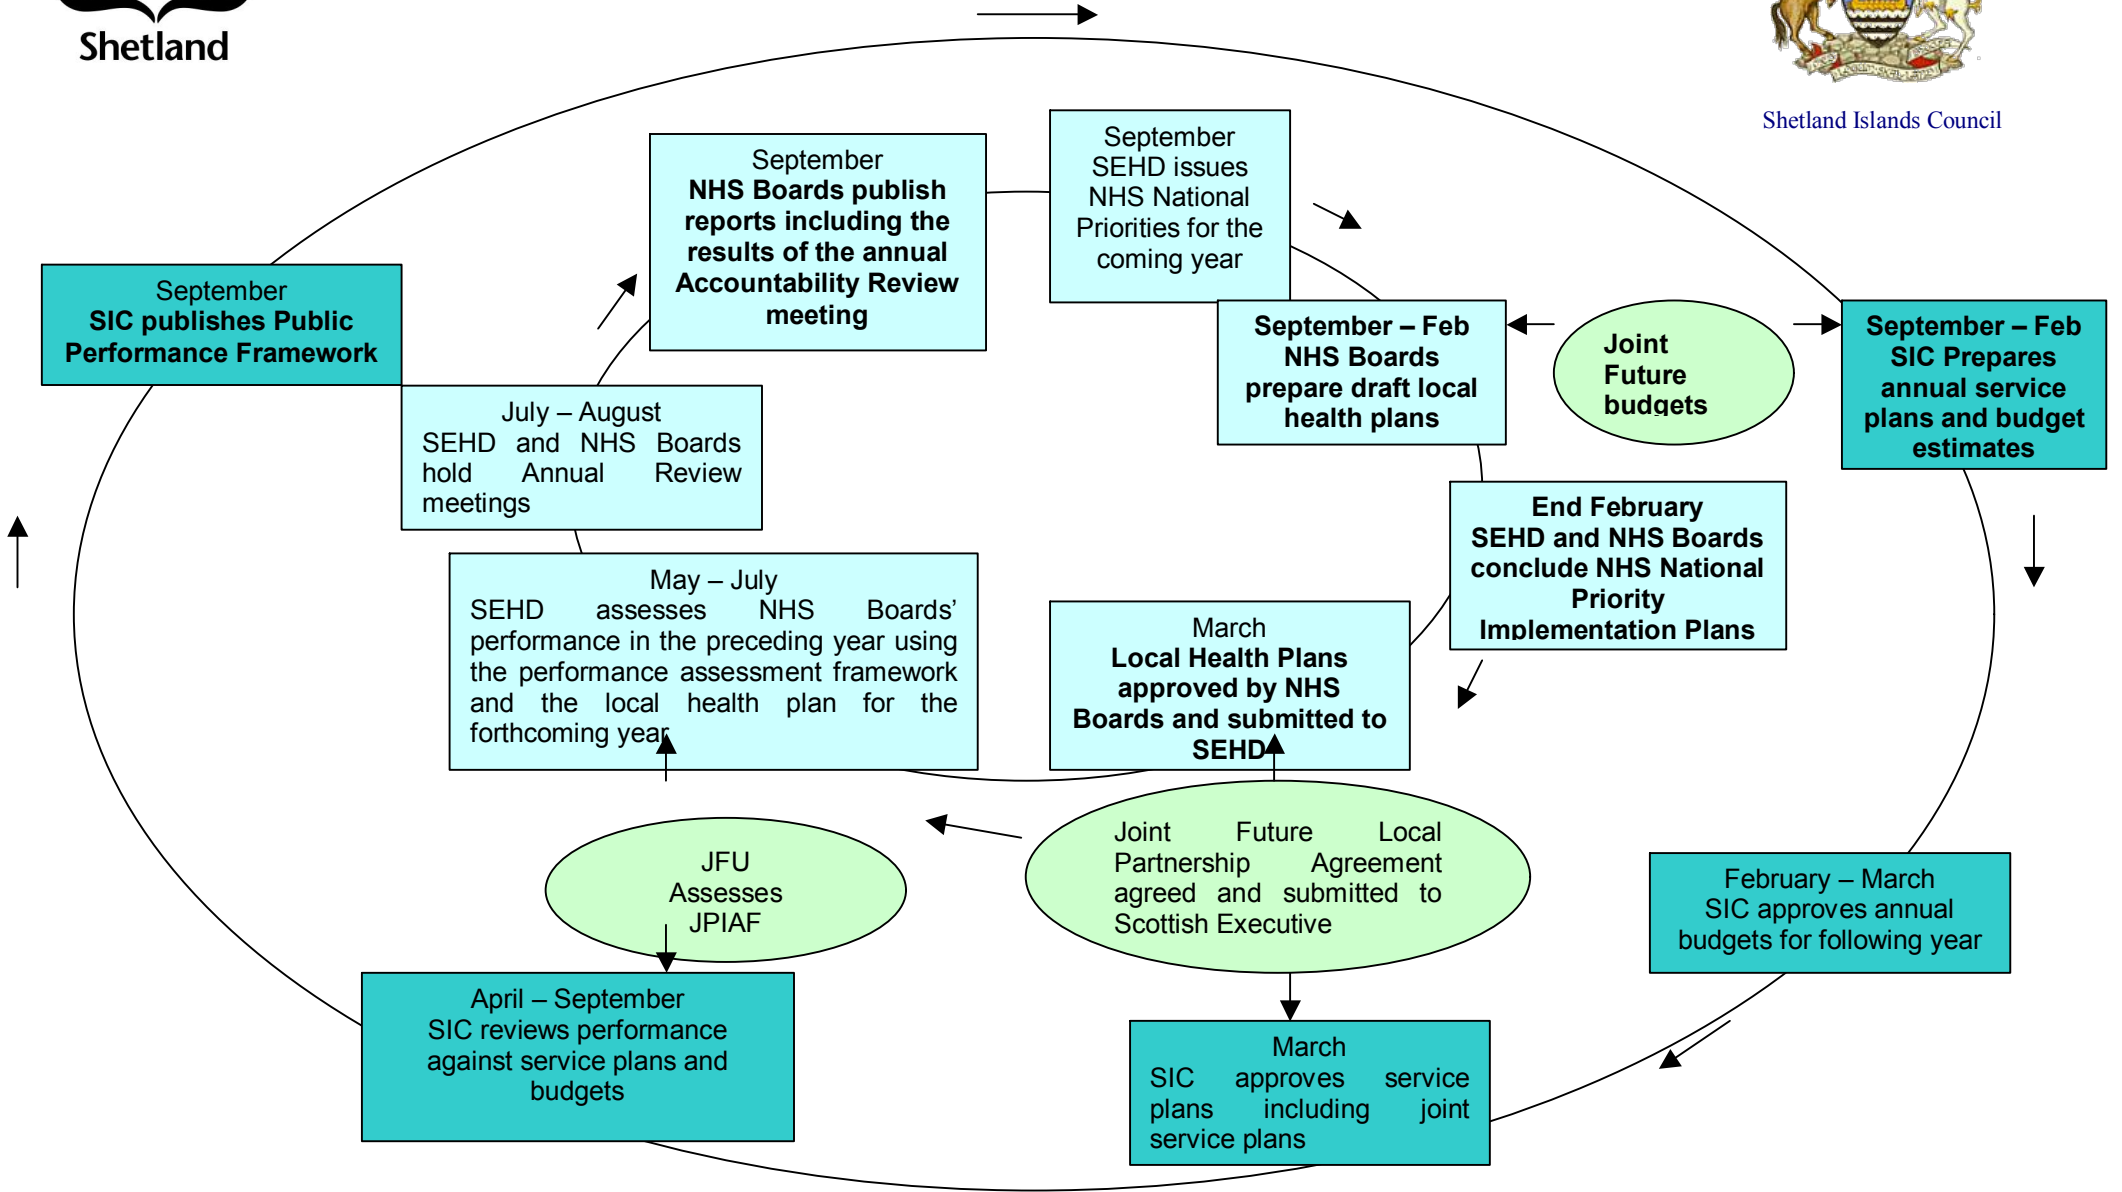 Shetland
Shetland Islands Council
September
SEHD issues
NHS National
Priorities for the
coming year
September
NHS Boards publish
reports including the
results of the annual
Accountability Review
meeting
September
SIC publishes Public
Performance Framework
September – Feb
NHS Boards
prepare draft local
health plans
Joint
Future
budgets
September – Feb
SIC Prepares
annual service
plans and budget
estimates
July – August
SEHD and NHS Boards
hold Annual Review
meetings
End February
SEHD and NHS Boards
conclude NHS National
Priority
Implementation Plans
May – July
SEHD assesses NHS Boards’
performance in the preceding year using
the performance assessment framework
and the local health plan for the
forthcoming year
March
Local Health Plans
approved by NHS
Boards and submitted to
SEHD
JFU
Assesses
JPIAF
Joint Future Local
Partnership Agreement
agreed and submitted to
Scottish Executive
February – March
SIC approves annual
budgets for following year
April – September
SIC reviews performance
against service plans and
budgets
March
SIC approves service
plans including joint
service plans